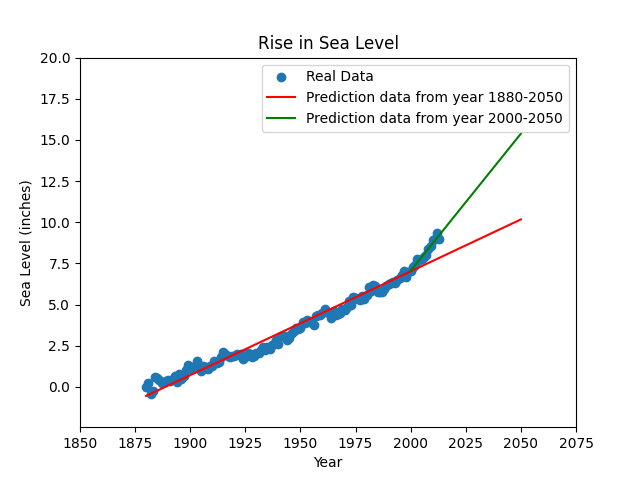 Rise in Sea Level
20.0
17.5
15.0
12.5
10.0
7.5
5.0
2.5
0.0
Sea Level (inches)
Real Data
Prediction data from year 1880-2050
Prediction data from year 2000-2050
1850 1875 1900 1925 1950 1975 2000 2025 2050 2075
Year